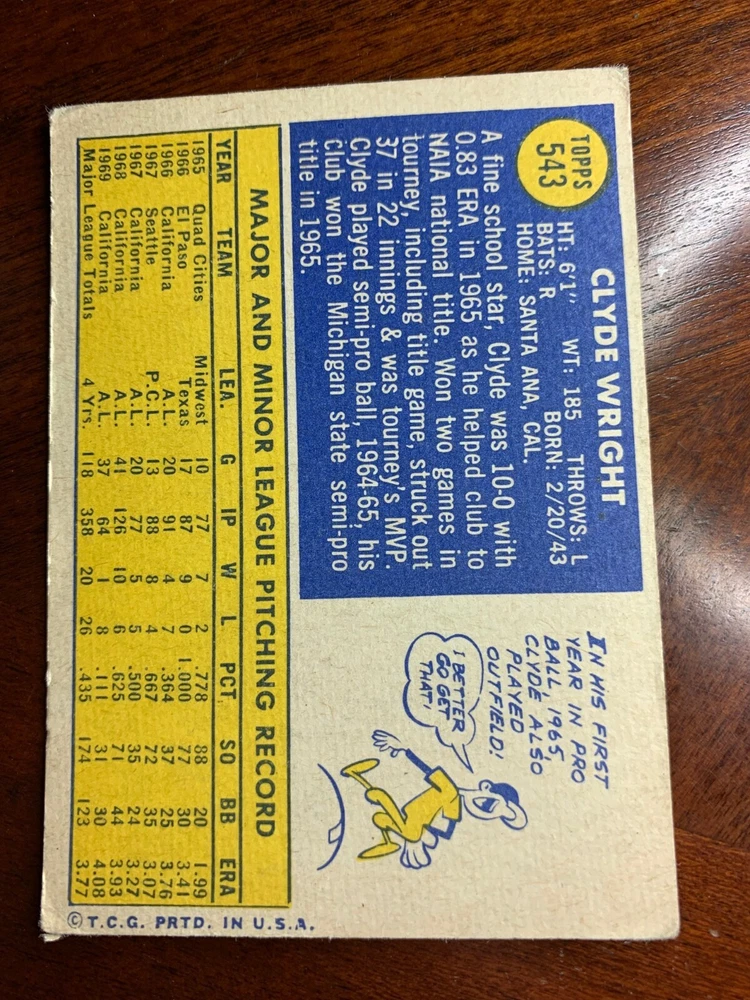 TOPPS
543
CLYDE WRIGHT
HT: 6'1" WT: 185 THROWS: L
BATS: R BORN: 2/20/43
HOME: SANTA ANA, CAL.
A fine school star, Clyde was 10-0 with
0.83 ERA in 1965 as he helped club to
NAIA national title. Won two games in
tourney, including title game, struck out
37 in 22 innings & was tourney's MVP.
Clyde played semi-pro ball, 1964-65, his
Club won the Michigan state semi-pro
title in 1965.
IN HIS FIRST
YEAR IN PRO
BALL, 1965,
CLYDE ALSO
PLAYED
OUTFIELD!
I BETTER
GO GET
THAT!
MAJOR AND MINOR LEAGUE PITCHING RECORD
YEAR TEAM LEA. G IP W L PCT SO BB ERA
1965 Quad Cities Midwest 10 77 7 2 .778 88 20 1.99
1966 El Paso Texas 17 87 9 0 1.000 77 30 3.41
1966 California A.L. 20 91 4 7 .364 37 25 3.76
1967 Seattle P.C.L. 13 88 8 4 .667 72 35 3.07
1967 California A.L. 20 77 5 5 .500 35 24 3.27
1968 California A.L. 41 126 10 6 .625 71 44 3.93
1969 California A.L. 37 64 1 8 .111 31 30 4.08
Major League Totals 4 Yrs. 118 358 20 26 .435 174 123 3.77
©T.C.G. PRTD. IN U.S.A.